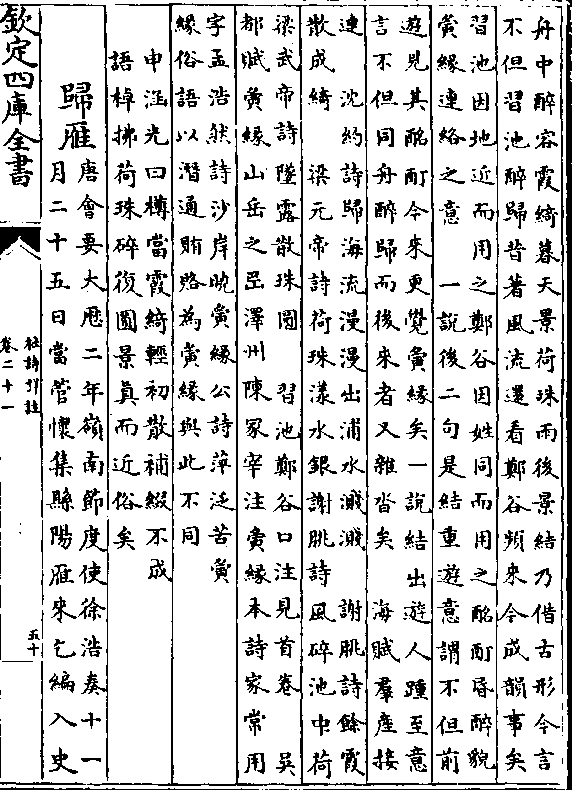 舟中醉容霞綺暮天景荷珠雨後景結乃借古形今言
不但習池醉歸昔著風流還看鄭谷頻來今成韻事矣
習池因地近而用之鄭谷因姓同而用之酩酊昏醉貌
夤緣連絡之意　一說後二句是結重遊意謂不但前
遊見其酩酊今來更覺夤緣矣一說結出遊人踵至意
言不但同舟醉歸而後來者又雜沓矣　海賦羣産接
連　沈約詩歸海流漫漫出浦水濺濺　謝朓詩餘霞
散成綺　梁元帝詩荷珠漾水銀謝朓詩風碎池中荷
梁武帝詩墜露散珠圓　習池鄭谷口注見首卷　吳
都賦夤緣山岳之岊澤州陳冢宰注夤緣本詩家常用
字孟浩然詩沙岸曉夤緣公詩萍泛苦夤
緣俗語以潛通賄賂為夤緣與此不同
申涵光曰樽當霞綺輕初散補綴不成
語棹拂荷珠碎復圓景真而近俗矣
歸雁
唐會要大厯二年嶺南節度使徐浩奏十一
月二十五日當管懷集縣陽雁來乞編入史
欽定四庫全書
杜詩詳註
卷二十一
五十